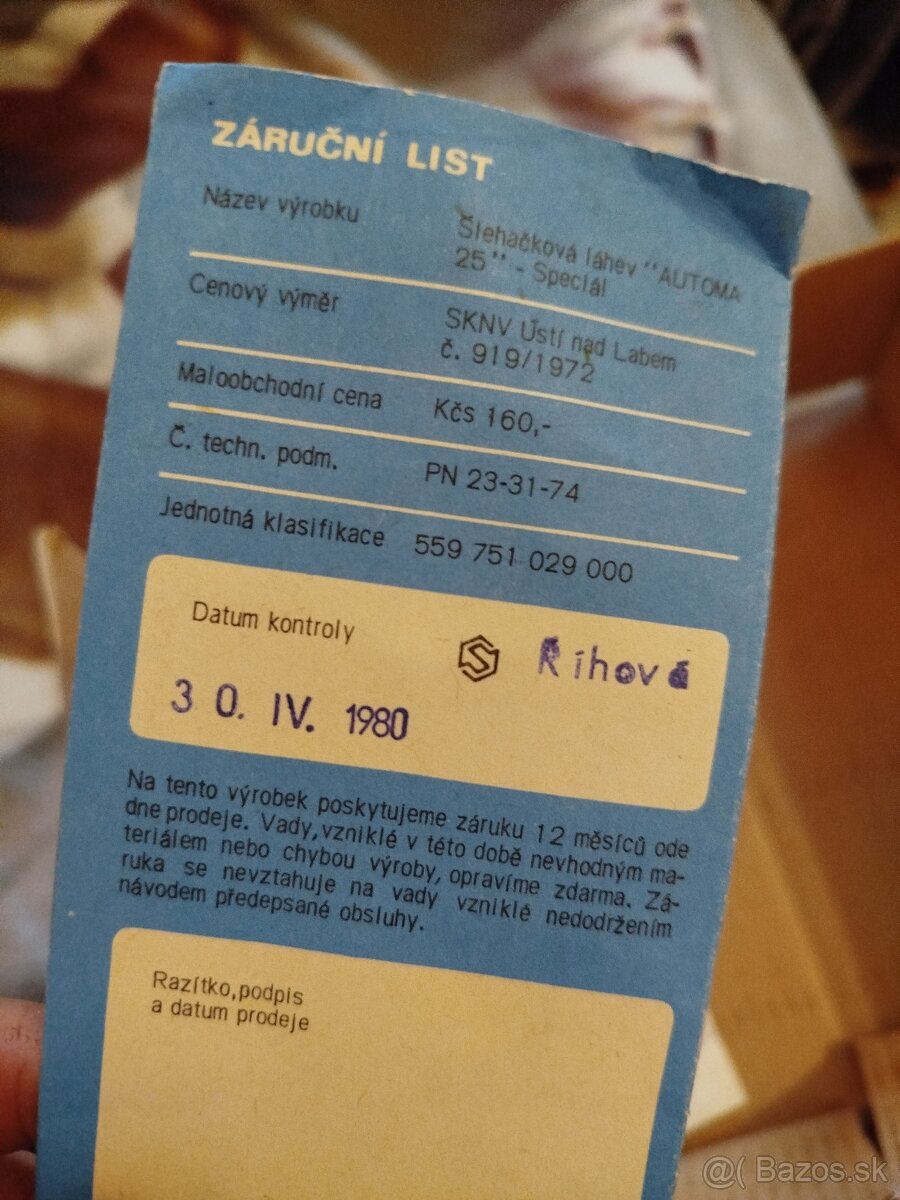 ZÁRUČNÍ LIST
Název výrobku
Šlehačková láhev "AUTOMA
25" - Speciál
Cenový výměr
SKNV Ústí nad Labem
č. 919/1972
Maloobchodní cena
Kčs 160,-
Č. techn. podm.
PN 23-31-74
Jednotná klasifikace
559 751 029 000
Datum kontroly
Říhová
30. IV. 1980
Na tento výrobek poskytujeme záruku 12 měsíců ode
dne prodeje. Vady, vzniklé v této době nevhodným ma-
teriálem nebo chybou výroby, opravíme zdarma. Zá-
ruka se nevztahuje na vady vzniklé nedodržením
návodem předepsané obsluhy.
Razítko, podpis
a datum prodeje
@( Bazos.sk